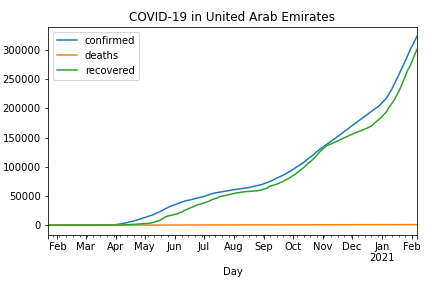 COVID-19 in United Arab Emirates
confirmed
deaths
recovered
300000
250000
200000
150000
100000
50000
0
Feb Mar Apr May Jun Jul Aug Sep Oct Nov Dec Jan Feb
2021
Day